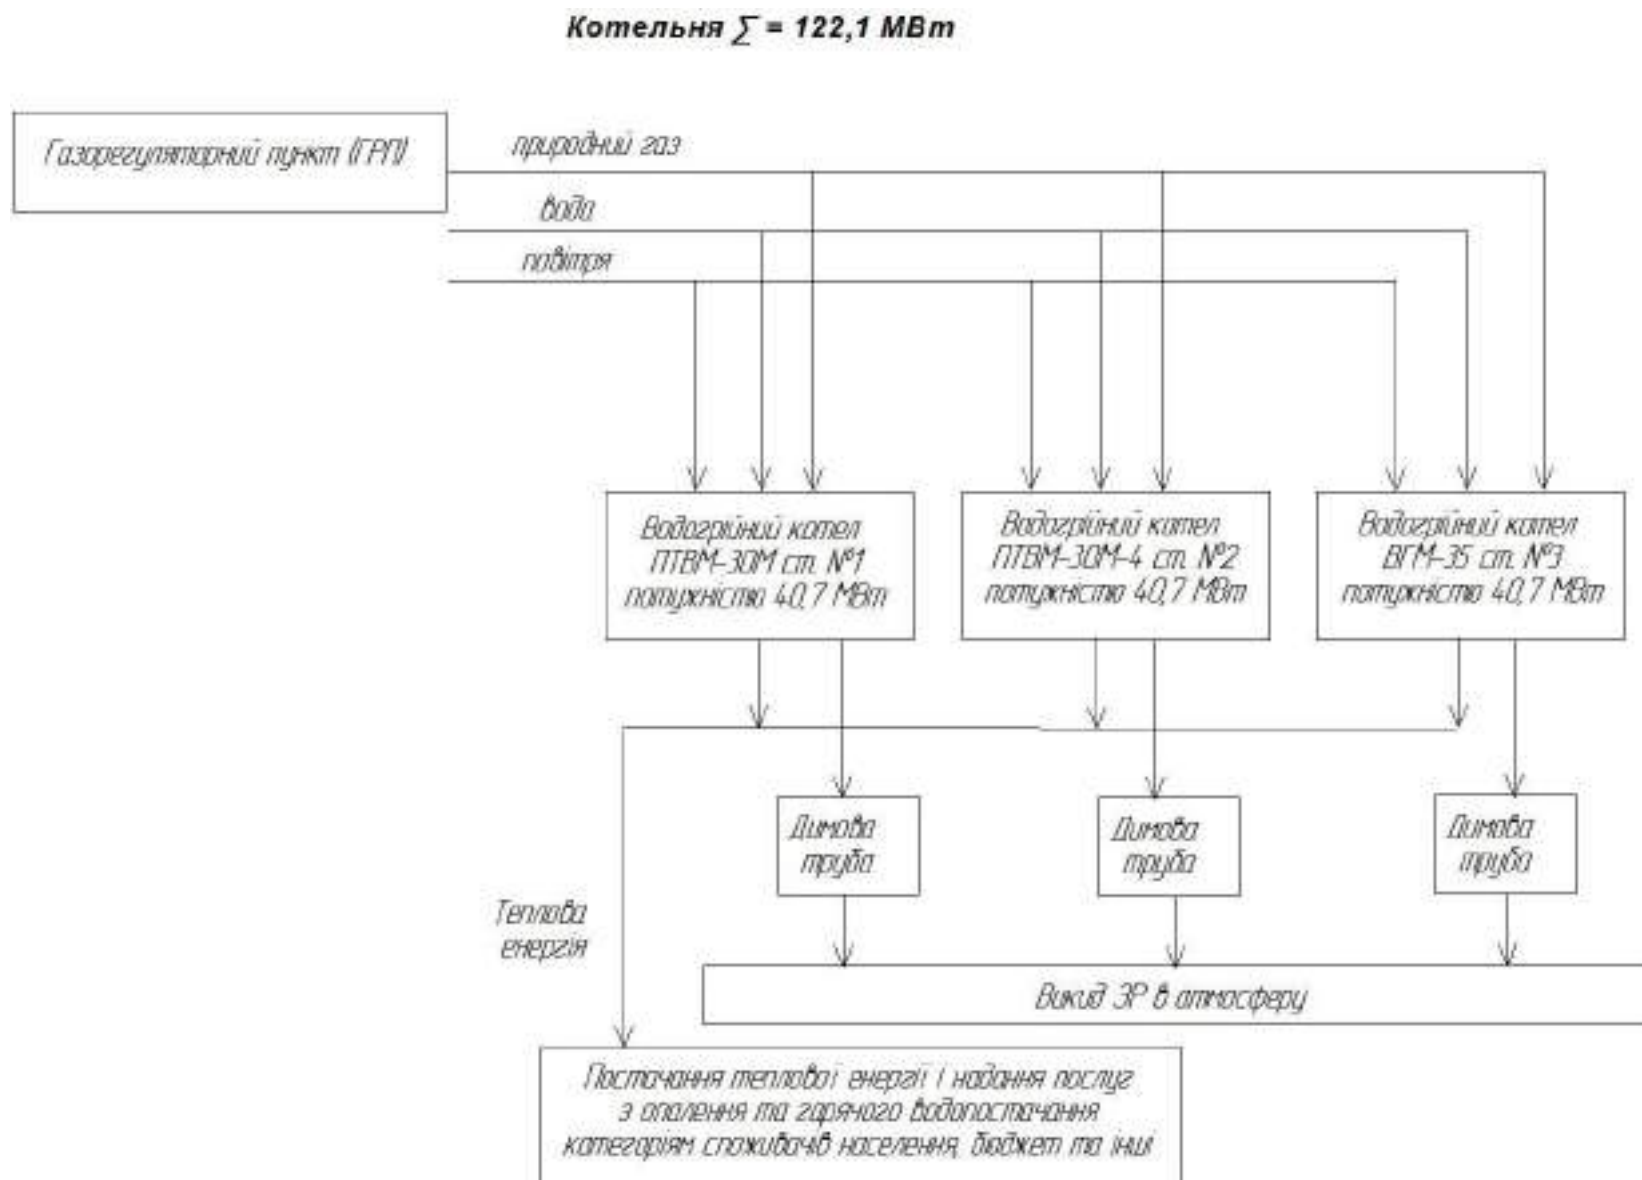 Котельня ∑ = 122,1 МВт
Газорегуляторний пункт (ГРП)
природний газ
вода
повітря
Водогрійний котел
ПТВМ-30М ст. №1
потужністю 40,7 МВт
Водогрійний котел
ПТВМ-30М-4 ст. №2
потужністю 40,7 МВт
Водогрійний котел
ВГМ-35 ст. №3
потужністю 40,7 МВт
Димова
труба
Димова
труба
Димова
труба
Теплова
енергія
Викид ЗР в атмосферу
Постачання теплової енергії і надання послуг
з опалення та гарячого водопостачання
категоріям споживачів населення, бюджет та інші